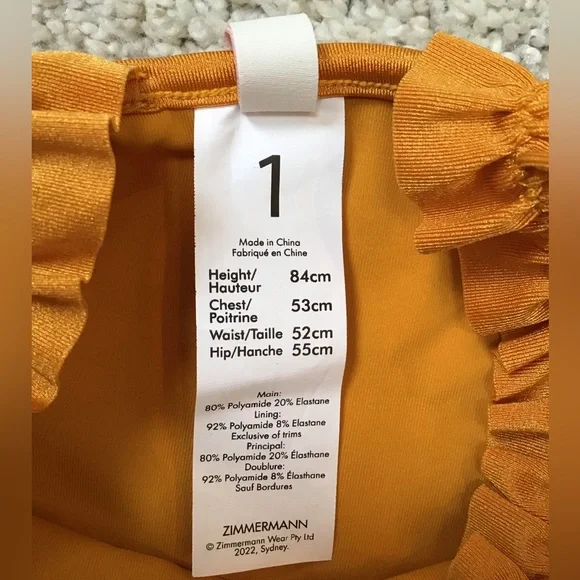 1
Made in China
Fabriqué en Chine
Height/ 84cm
Hauteur
Chest/ 53cm
Poitrine
Waist/Taille 52cm
Hip/Hanche 55cm
Main:
80% Polyamide 20% Elastane
Lining:
92% Polyamide 8% Elastane
Exclusive of trims
Principal:
80% Polyamide 20% Élasthane
Doublure:
92% Polyamide 8% Élasthane
Sauf Bordures
ZIMMERMANN
© Zimmermann Wear Pty Ltd
2022, Sydney.